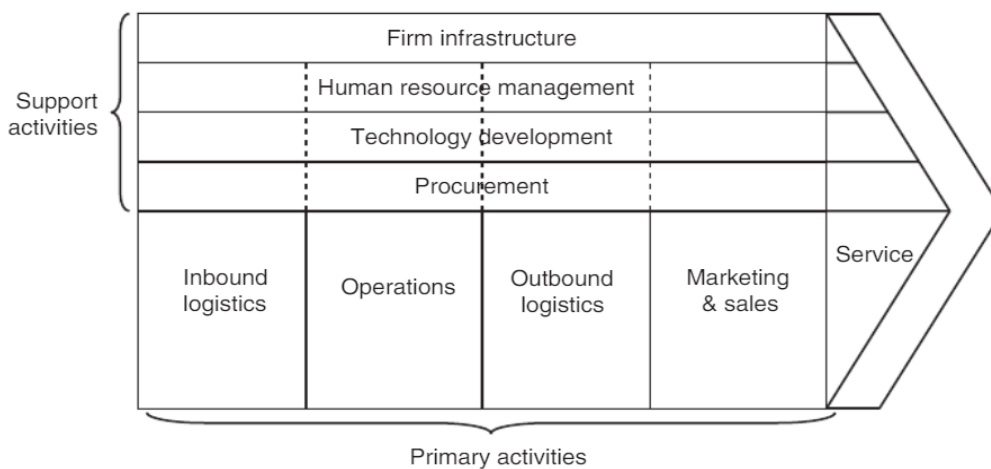 Firm infrastructure
Support
activities
Human resource management
Technology development
Procurement
Inbound
logistics
Operations
Outbound
logistics
Marketing
& sales
Service
Primary activities